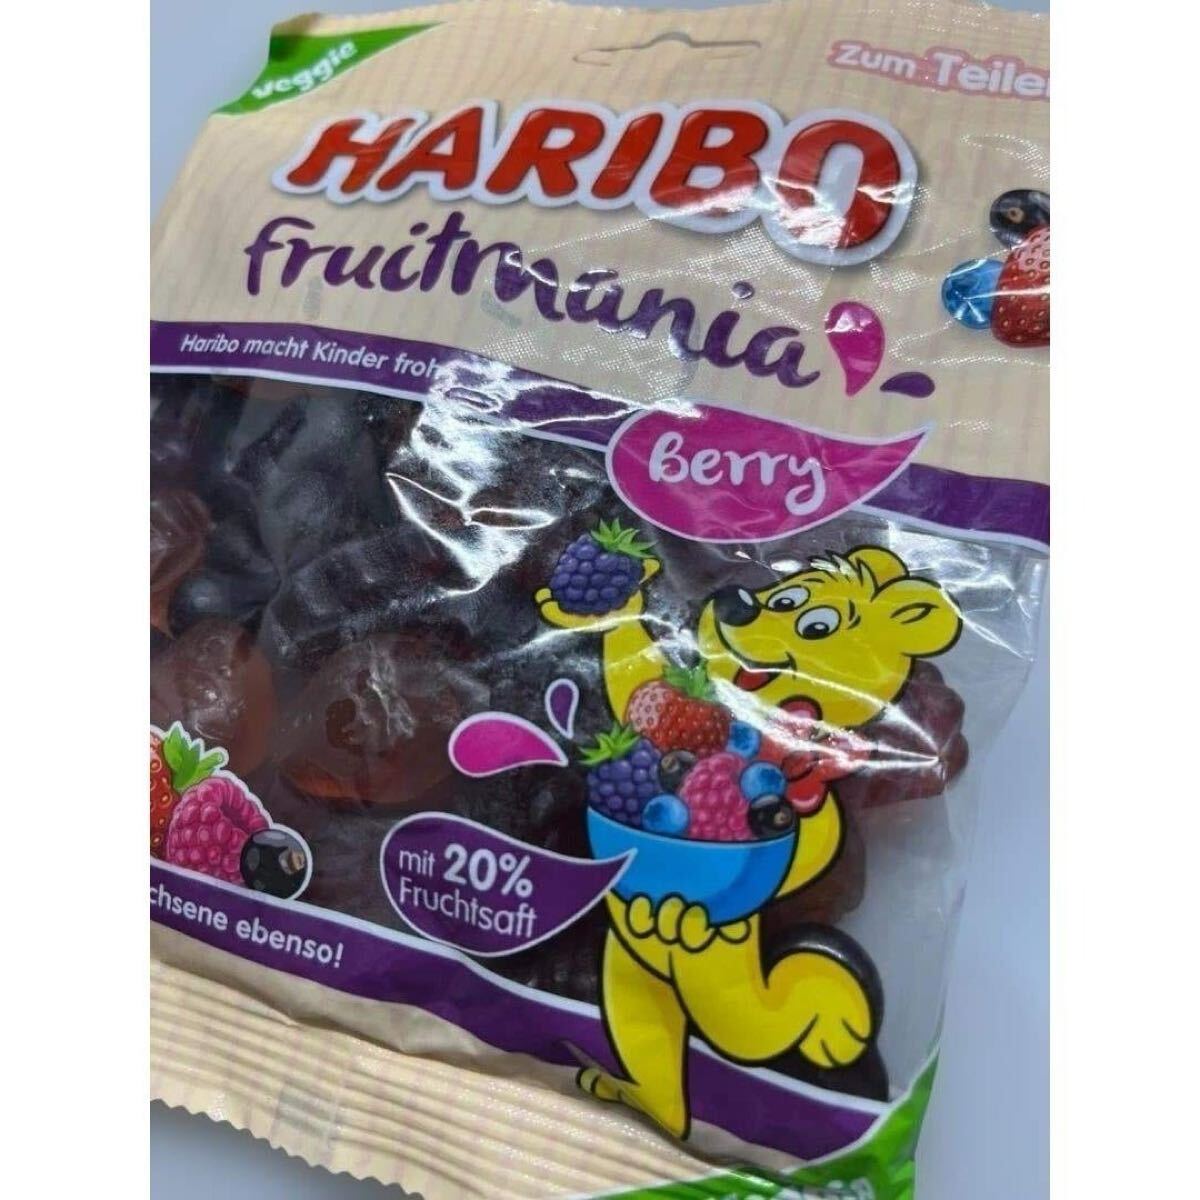 Veggie
Zum Teilen
HARIBO
fruitmania
Haribo macht Kinder froh
berry
mit 20%
Fruchtsaft
chsene ebenso!